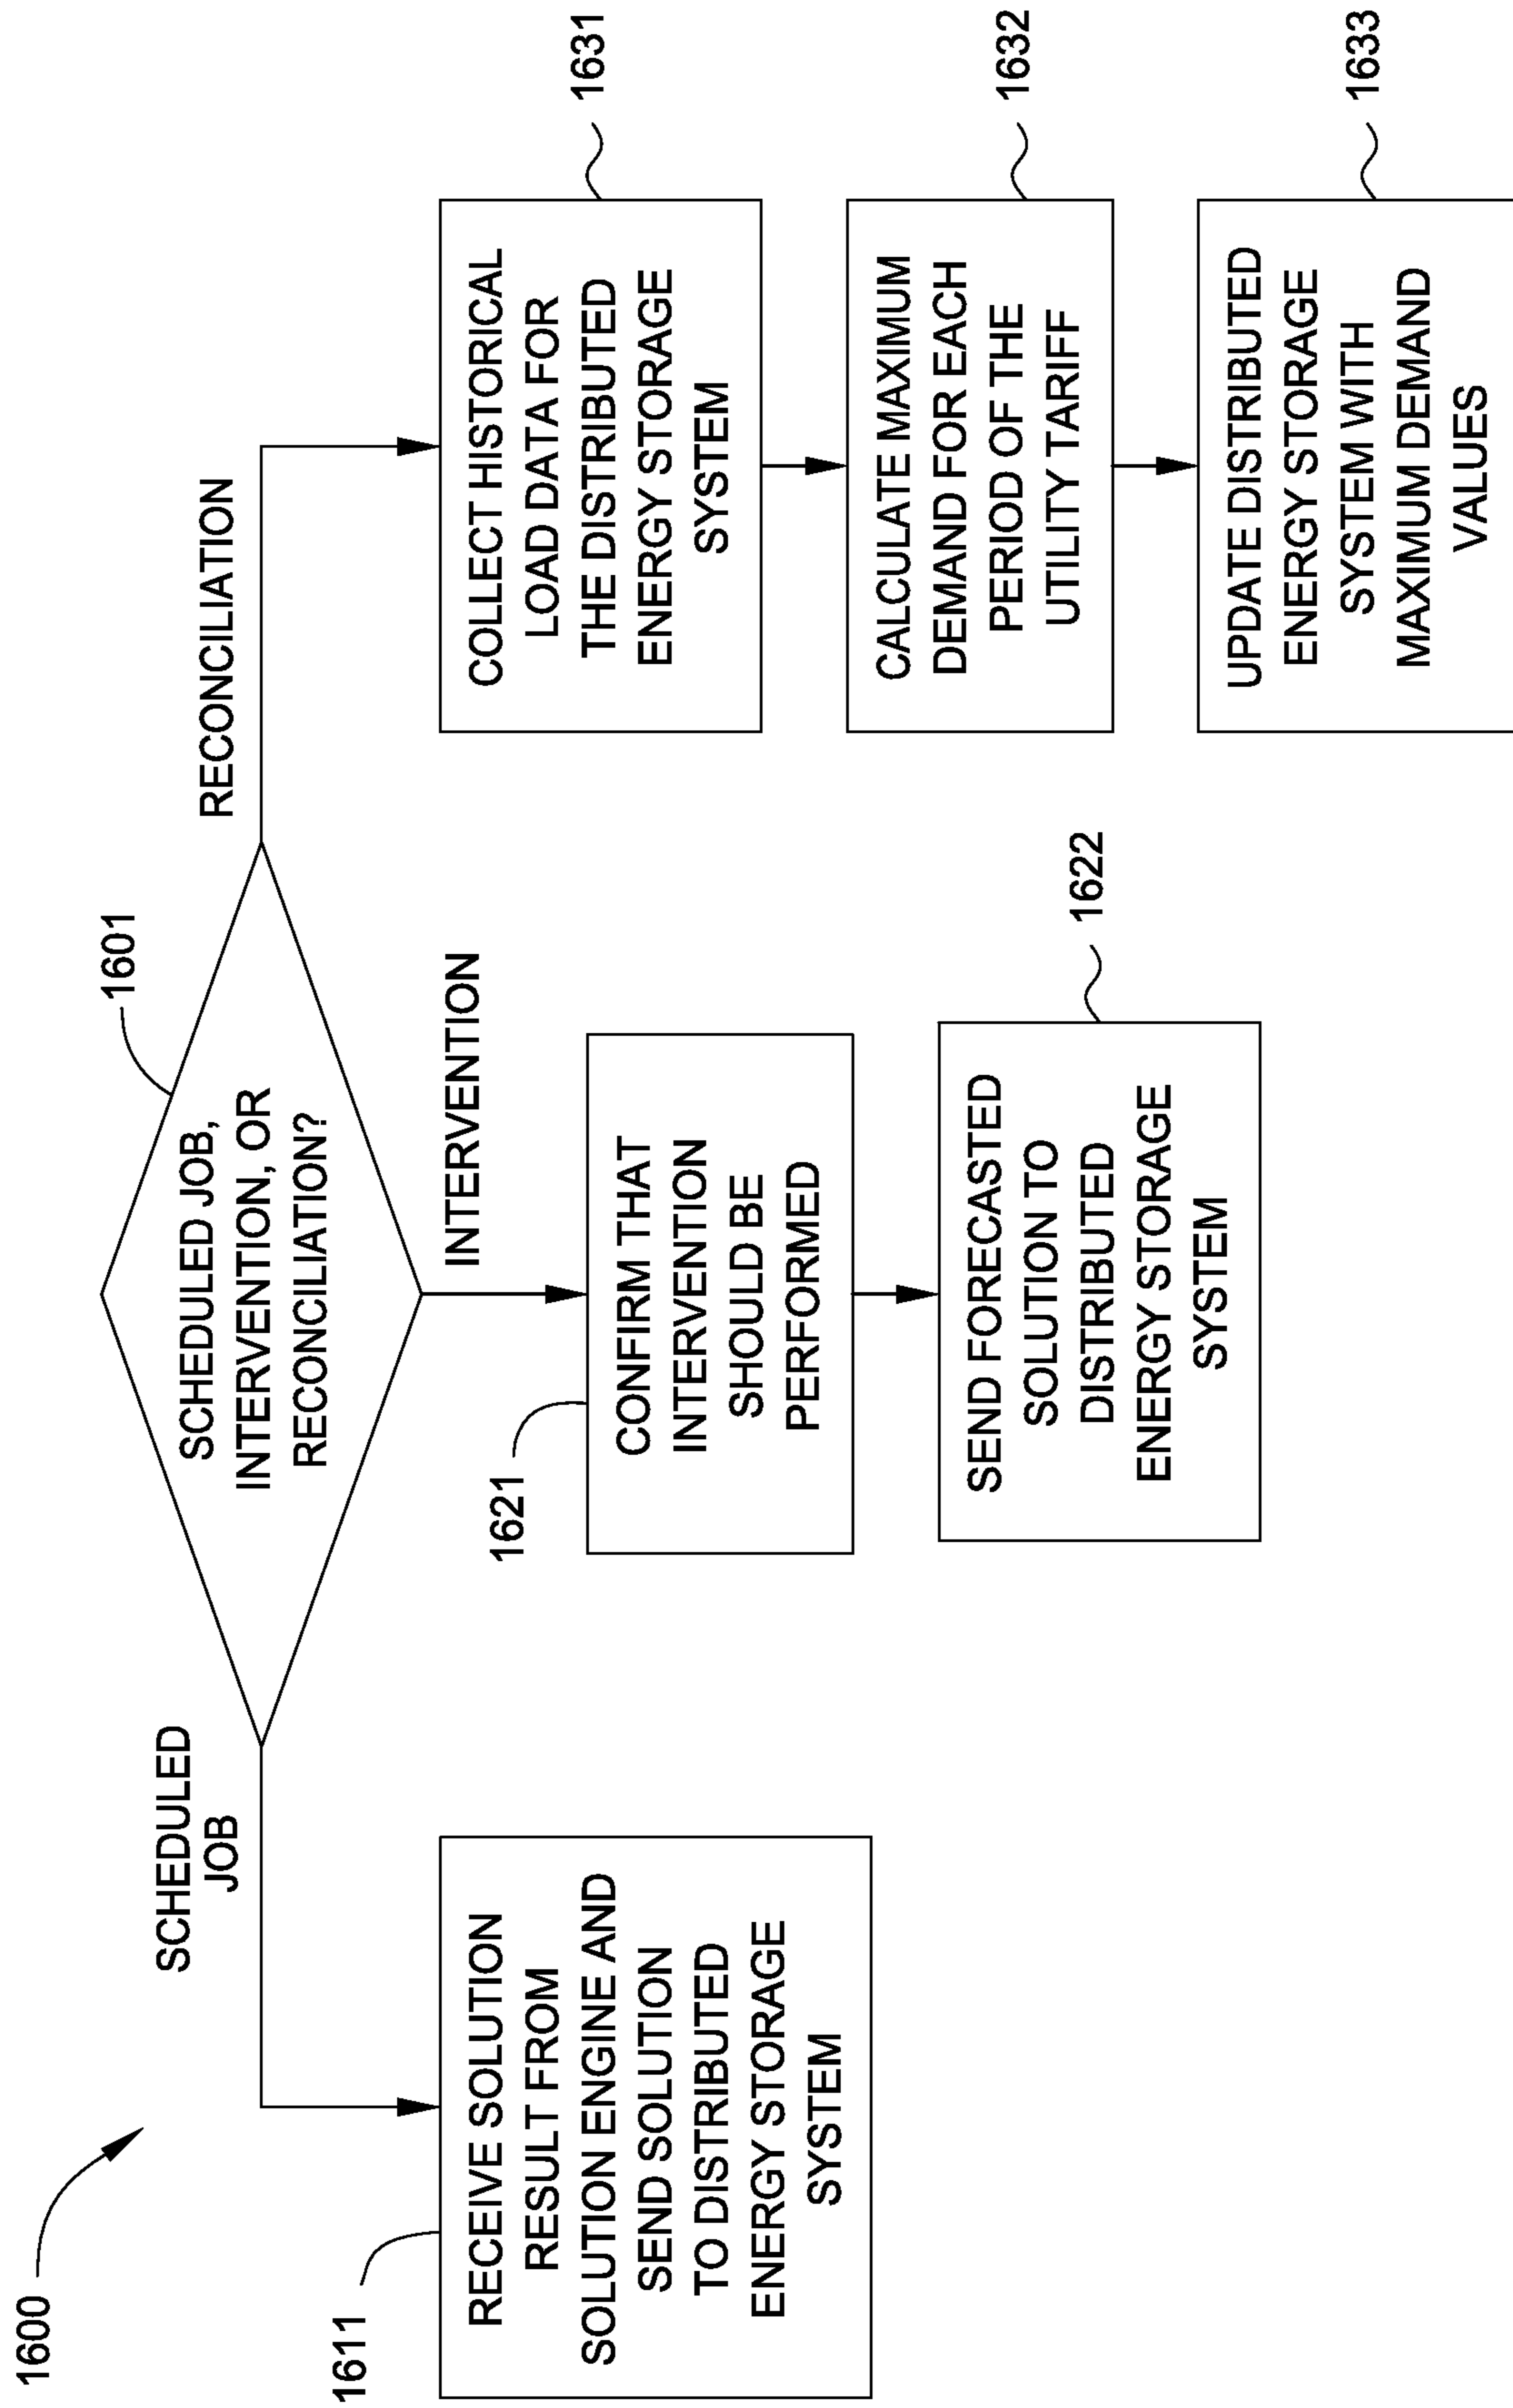 1600
1601
SCHEDULED JOB,
INTERVENTION, OR
RECONCILIATION?
SCHEDULED
JOB
1611
RECEIVE SOLUTION
RESULT FROM
SOLUTION ENGINE AND
SEND SOLUTION
TO DISTRIBUTED
ENERGY STORAGE
SYSTEM
INTERVENTION
1621
CONFIRM THAT
INTERVENTION
SHOULD BE
PERFORMED
SEND FORECASTED
SOLUTION TO
DISTRIBUTED
ENERGY STORAGE
SYSTEM
1622
RECONCILIATION
COLLECT HISTORICAL
LOAD DATA FOR
THE DISTRIBUTED
ENERGY STORAGE
SYSTEM
1631
CALCULATE MAXIMUM
DEMAND FOR EACH
PERIOD OF THE
UTILITY TARIFF
1632
UPDATE DISTRIBUTED
ENERGY STORAGE
SYSTEM WITH
MAXIMUM DEMAND
VALUES
1633